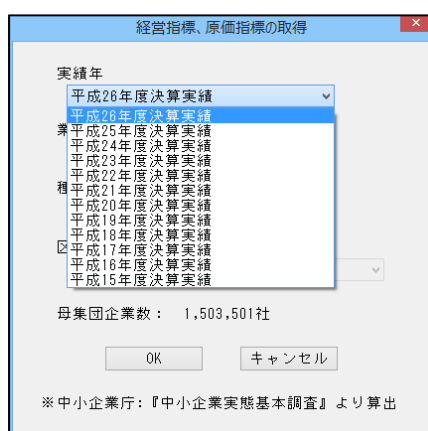 経営指標、原価指標の取得
実績年
平成26年度決算実績
平成26年度決算実績
業
平成25年度決算実績
平成24年度決算実績
平成23年度決算実績
種
平成22年度決算実績
平成21年度決算実績
平成20年度決算実績
平成19年度決算実績
平成18年度決算実績
区
平成17年度決算実績
平成16年度決算実績
平成15年度決算実績
母集団企業数： 1,503,501社
OK キャンセル
※中小企業庁：『中小企業実態基本調査』より算出